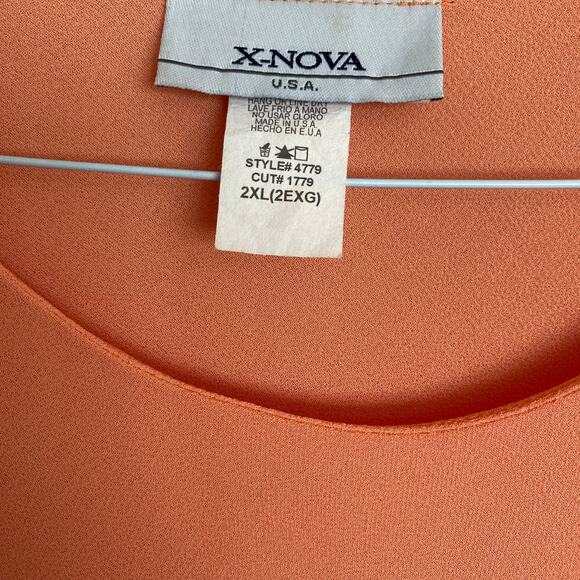 X-NOVA
U.S.A.
HANG OR LINE DRY
LAVE FRIO A MANO
NO USAR CLORO
MADE IN U.S.A.
HECHO EN E.U.A
STYLE# 4779
CUT# 1779
2XL(2EXG)